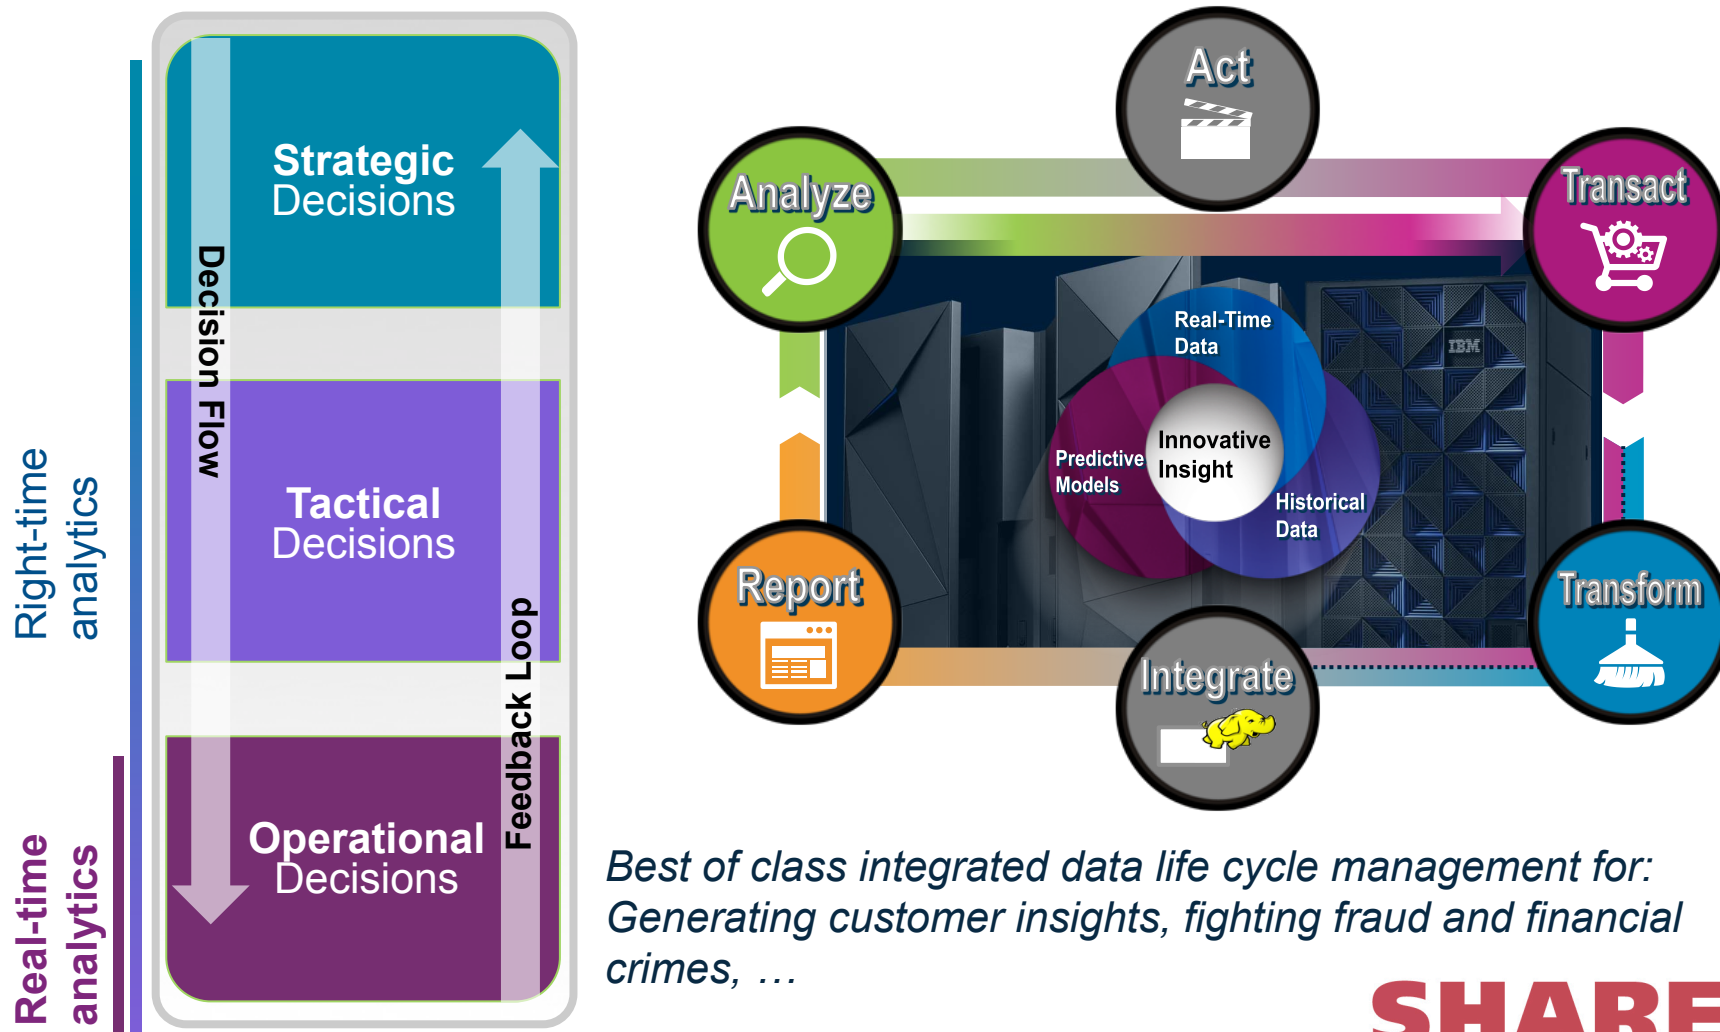 Right-time
analytics
Real-time
analytics
Strategic
Decisions
Tactical
Decisions
Operational
Decisions
Decision Flow
Feedback Loop
Act
Analyze
Transact
Real-Time
Data
IBM
Innovative
Insight
Predictive
Models
Historical
Data
Report
Transform
Integrate
Best of class integrated data life cycle management for:
Generating customer insights, fighting fraud and financial
crimes, …
SHARE